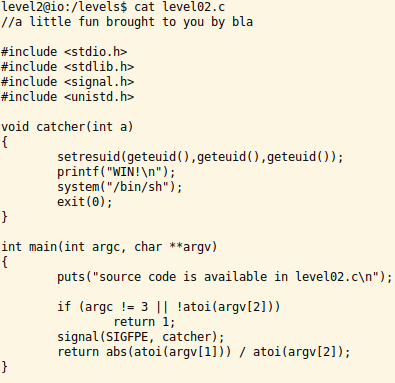 level2@io:/levels$ cat level02.c
//a little fun brought to you by bla

#include <stdio.h>
#include <stdlib.h>
#include <signal.h>
#include <unistd.h>

void catcher(int a)
{
        setresuid(geteuid(),geteuid(),geteuid());
        printf("WIN!\n");
        system("/bin/sh");
        exit(0);
}

int main(int argc, char **argv)
{
        puts("source code is available in level02.c\n");

        if (argc != 3 || !atoi(argv[2]))
                return 1;
        signal(SIGFPE, catcher);
        return abs(atoi(argv[1])) / atoi(argv[2]);
}